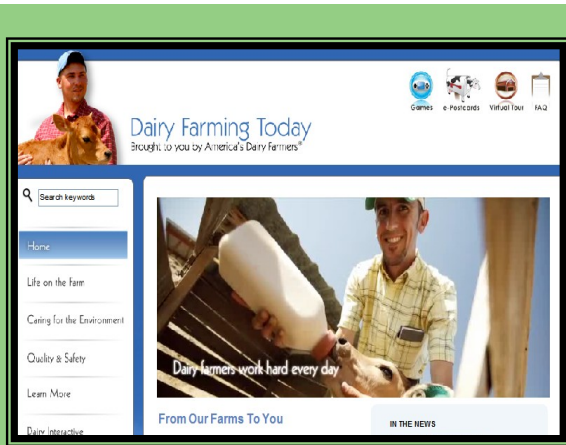 Games e-Postcards Virtual Tour FAQ
Dairy Farming Today
Brought to you by America's Dairy Farmers®
Search keywords
Home
Life on the Farm
Caring for the Environment
Quality & Safety
Learn More
Dairy Interactive
Dairy farmers work hard every day
From Our Farms To You
IN THE NEWS